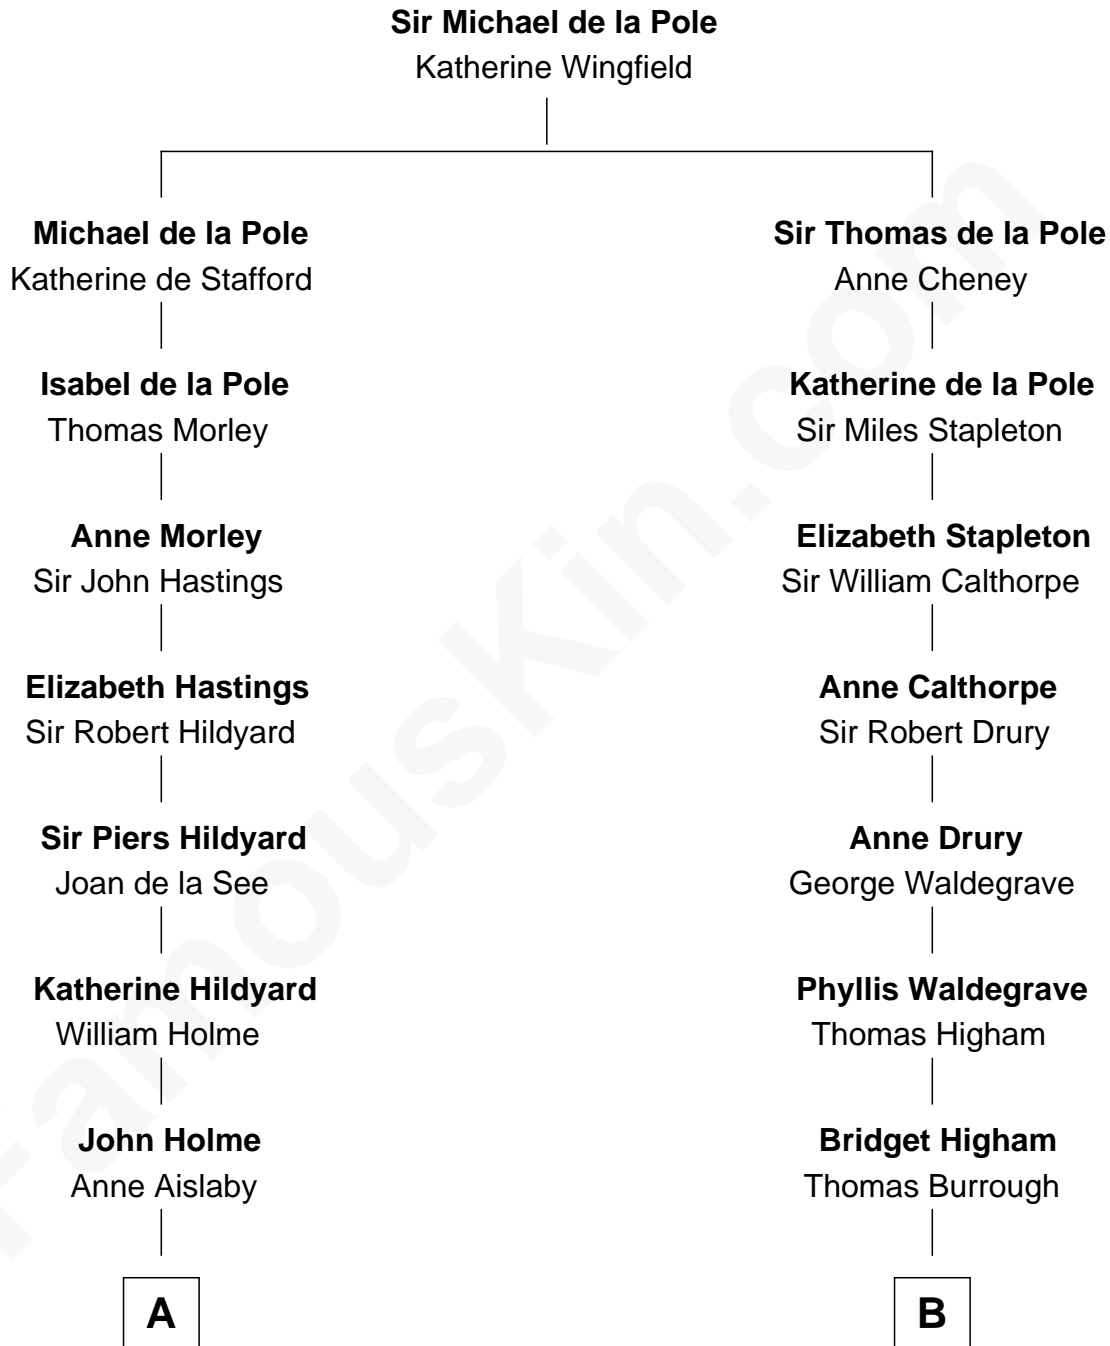 Sir Michael de la Pole
Katherine Wingfield
Michael de la Pole
Katherine de Stafford
Sir Thomas de la Pole
Anne Cheney
Isabel de la Pole
Thomas Morley
Katherine de la Pole
Sir Miles Stapleton
Anne Morley
Sir John Hastings
Elizabeth Stapleton
Sir William Calthorpe
Elizabeth Hastings
Sir Robert Hildyard
Anne Calthorpe
Sir Robert Drury
Sir Piers Hildyard
Joan de la See
Anne Drury
George Waldegrave
Katherine Hildyard
William Holme
Phyllis Waldegrave
Thomas Higham
John Holme
Anne Aislaby
Bridget Higham
Thomas Burrough
A
B
FamousKin.com